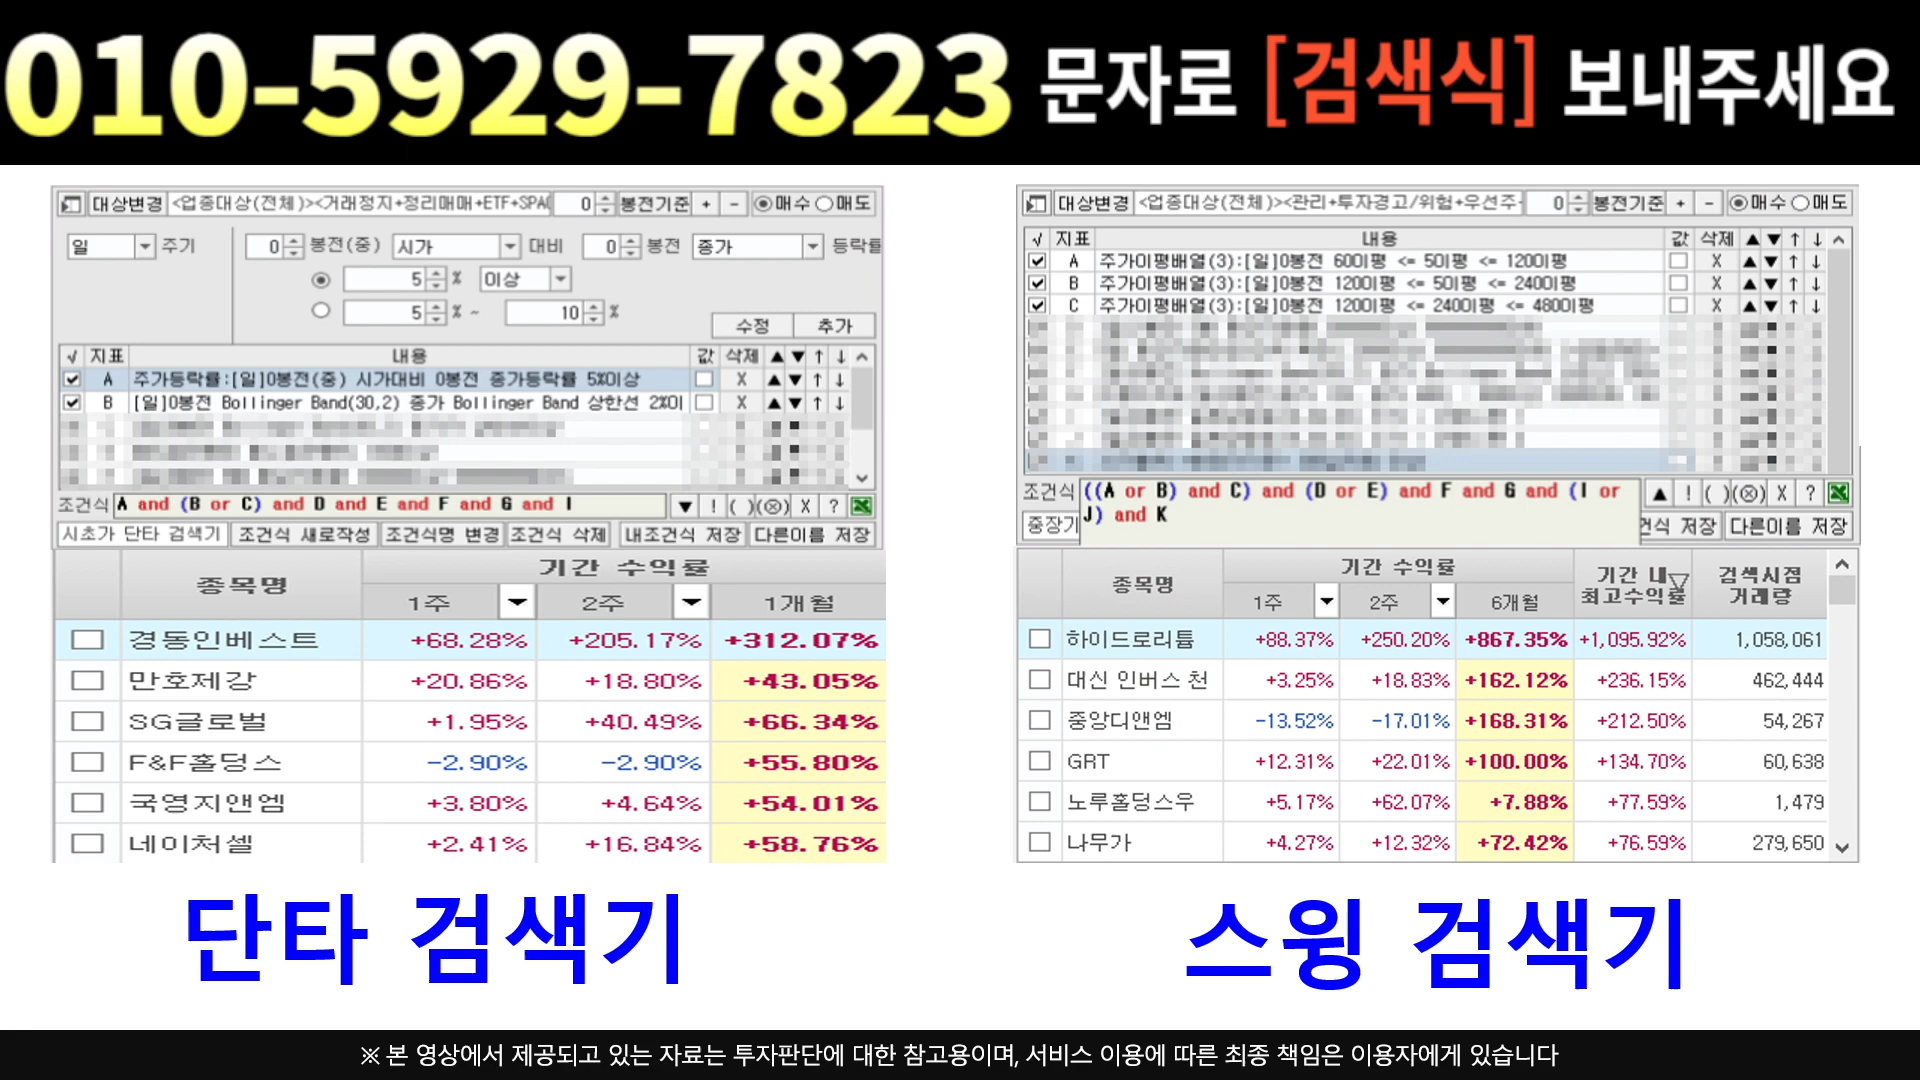 010-5929-7823 문자로 [검색식] 보내주세요
대상변경 <업종대상(전체)><거래정지+정리매매+ETF+SPA 0 봉전기준 + - 매수 매도
일 주기 0 봉전(중) 시가 대비 0 봉전 종가 등락률
5 % 이상
5 % ~ 10 %
수정 추가
√ 지표 내용 값 삭제 ▲ ▼ ↑ ↓
A 주가등락률:[일]0봉전(중) 시가대비 0봉전 종가등락률 5%이상 X ▲ ▼ ↑ ↓
B [일]0봉전 Bollinger Band(30,2) 종가 Bollinger Band 상한선 2%이 X ▲ ▼ ↑ ↓
조건식 A and (B or C) and D and E and F and G and I ▼ ! ( ) (⊗) X ?
시초가 단타 검색기 조건식 새로작성 조건식명 변경 조건식 삭제 내조건식 저장 다른이름 저장
종목명 기간 수익률
1주 2주 1개월
경동인베스트 +68.28% +205.17% +312.07%
만호제강 +20.86% +18.80% +43.05%
SG글로벌 +1.95% +40.49% +66.34%
F&F홀딩스 -2.90% -2.90% +55.80%
국영지앤엠 +3.80% +4.64% +54.01%
네이처셀 +2.41% +16.84% +58.76%
단타 검색기
대상변경 <업종대상(전체)><관리+투자경고/위험+우선주+ 0 봉전기준 + - 매수 매도
√ 지표 내용 값 삭제 ▲ ▼ ↑ ↓
A 주가이평배열(3):[일]0봉전 60이평 <= 5이평 <= 120이평 X ▲ ▼ ↑ ↓
B 주가이평배열(3):[일]0봉전 120이평 <= 5이평 <= 240이평 X ▲ ▼ ↑ ↓
C 주가이평배열(3):[일]0봉전 120이평 <= 240이평 <= 480이평 X ▲ ▼ ↑ ↓
조건식 ((A or B) and C) and (D or E) and F and G and (I or ▲ ! ( ) (⊗) X ?
중장기 J) and K 건식 저장 다른이름 저장
종목명 기간 수익률 기간 내 최고수익률 검색시점 거래량
1주 2주 6개월
하이드로리튬 +88.37% +250.20% +867.35% +1,095.92% 1,058,061
대신 인버스 천 +3.25% +18.83% +162.12% +236.15% 462,444
중앙디앤엠 -13.52% -17.01% +168.31% +212.50% 54,267
GRT +12.31% +22.01% +100.00% +134.70% 60,638
노루홀딩스우 +5.17% +62.07% +7.88% +77.59% 1,479
나무가 +4.27% +12.32% +72.42% +76.59% 279,650
스윙 검색기
※ 본 영상에서 제공되고 있는 자료는 투자판단에 대한 참고용이며, 서비스 이용에 따른 최종 책임은 이용자에게 있습니다